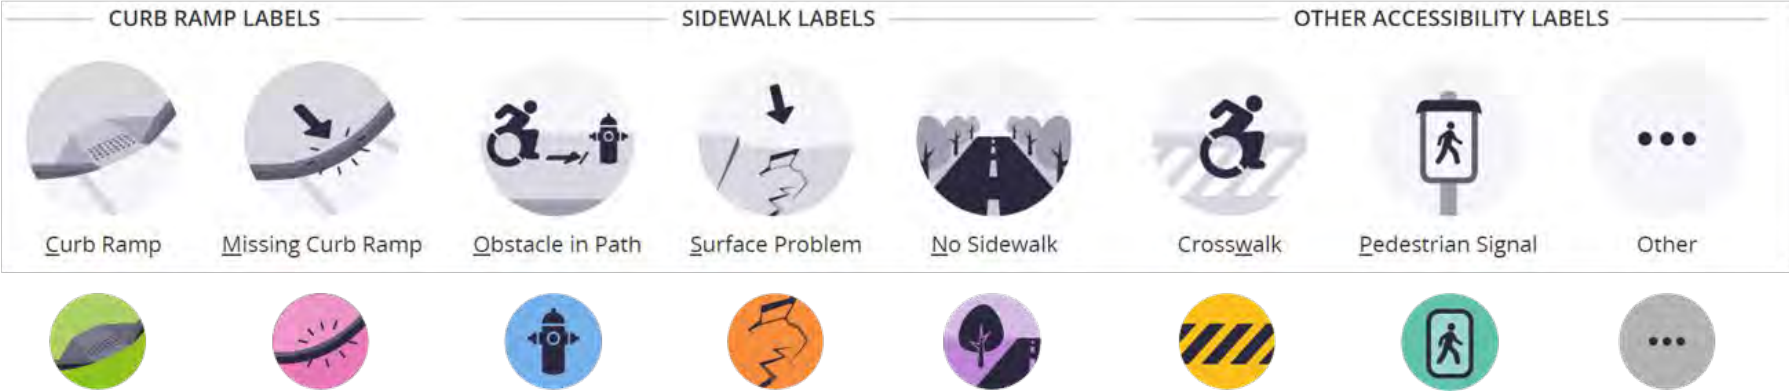 CURB RAMP LABELS
SIDEWALK LABELS
OTHER ACCESSIBILITY LABELS
Curb Ramp
Missing Curb Ramp
Obstacle in Path
Surface Problem
No Sidewalk
Crosswalk
Pedestrian Signal
Other